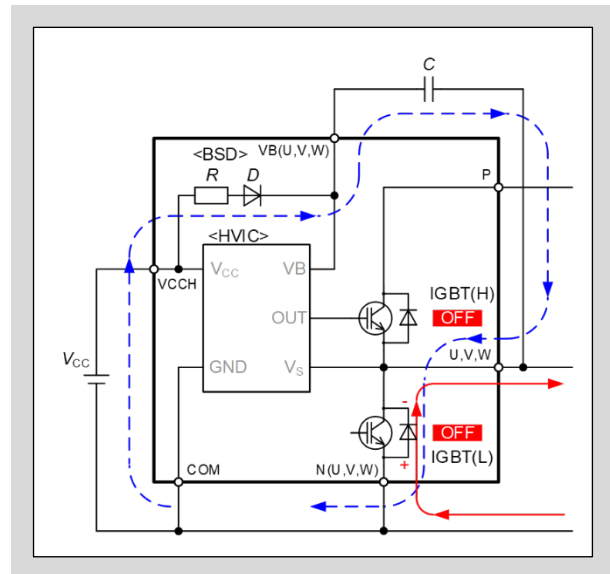 C
<BSD>
VB(U,V,W)
R
D
P
<HVIC>
VCCH
VCC
VB
IGBT(H)
OUT
OFF
U,V,W
VCC
GND
VS
-
OFF
IGBT(L)
+
COM
N(U,V,W)